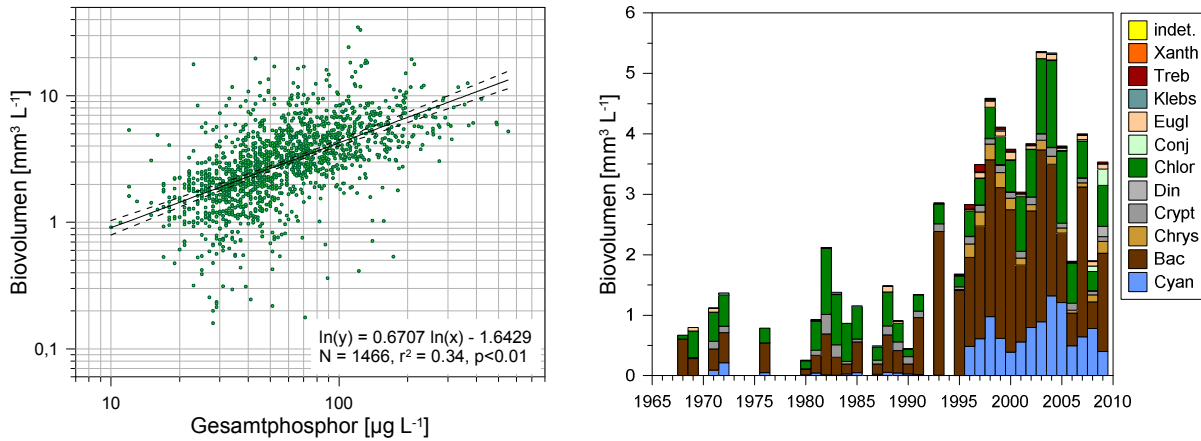 Biovolumen [mm³ L⁻¹]
10
1
0,1
ln(y) = 0.6707 ln(x) - 1.6429
N = 1466, r² = 0.34, p<0.01
10
100
Gesamtphosphor [µg L⁻¹]
Biovolumen [mm³ L⁻¹]
6
5
4
3
2
1
0
1965 1970 1975 1980 1985 1990 1995 2000 2005 2010
indet.
Xanth
Treb
Klebs
Eugl
Conj
Chlor
Din
Crypt
Chrys
Bac
Cyan